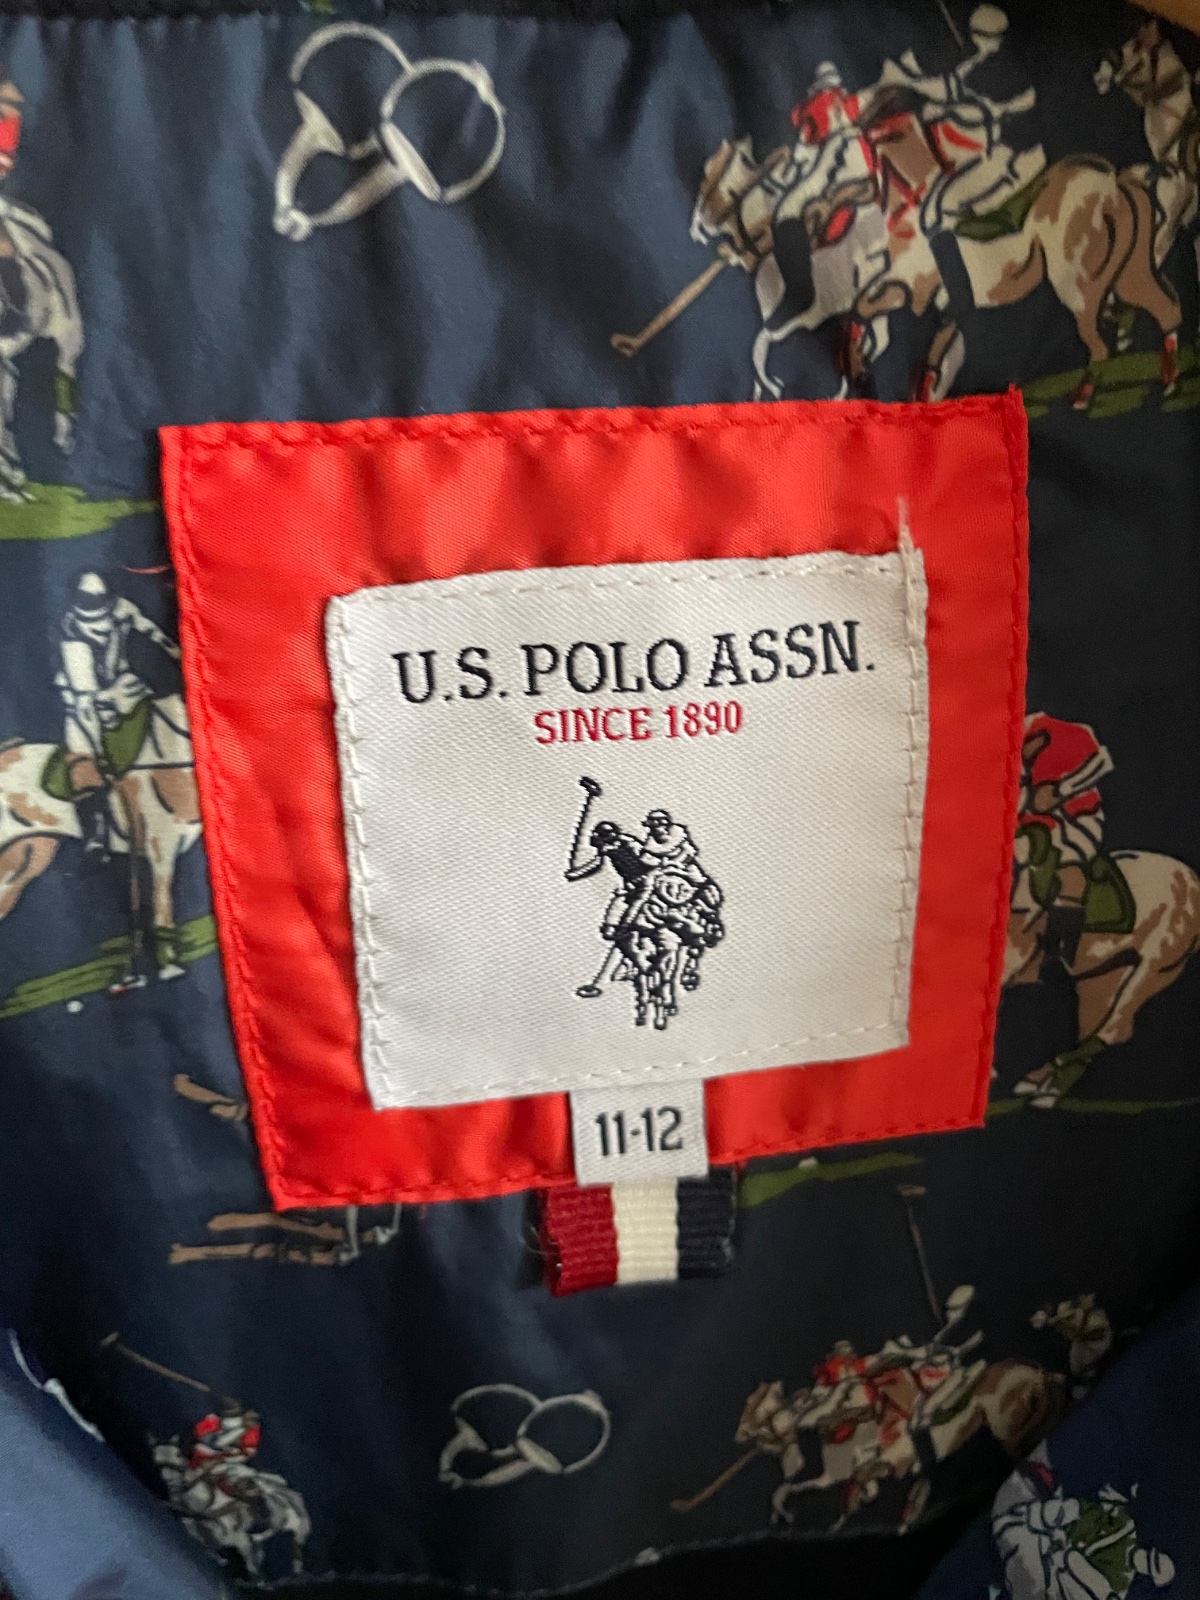 U.S. POLO ASSN.
SINCE 1890
11-12